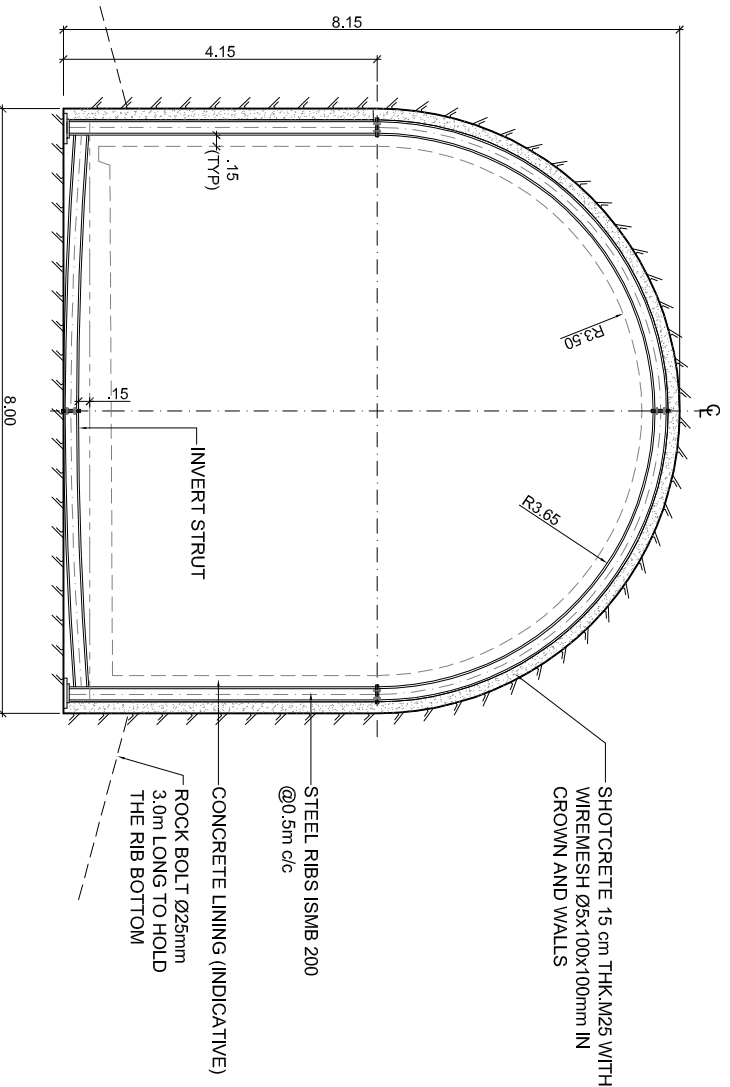 8.15
4.15
.15
(TYP)
R3.50
C
L
.15
INVERT STRUT
R3.65
8.00
SHOTCRETE 15 cm THK.M25 WITH
WIREMESH Ø5x100x100mm IN
CROWN AND WALLS
STEEL RIBS ISMB 200
@0.5m c/c
CONCRETE LINING (INDICATIVE)
ROCK BOLT Ø25mm
3.0m LONG TO HOLD
THE RIB BOTTOM